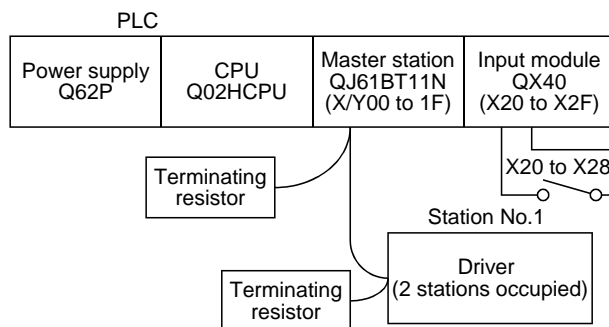 PLC
Power supply
Q62P
CPU
Q02HCPU
Master station
QJ61BT11N
(X/Y00 to 1F)
Input module
QX40
(X20 to X2F)
X20 to X28
Terminating
resistor
Station No.1
Driver
(2 stations occupied)
Terminating
resistor